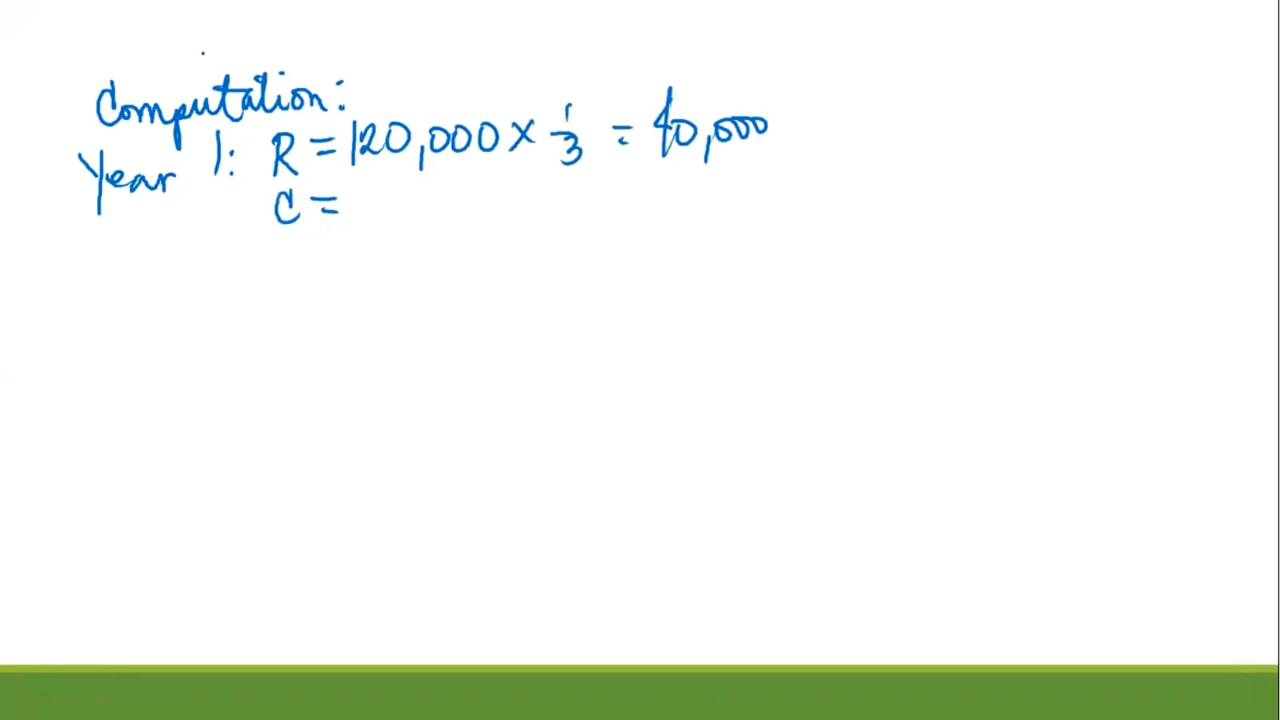 Computation:
Year 1: R = 120,000 × 1/3 = 40,000
C =